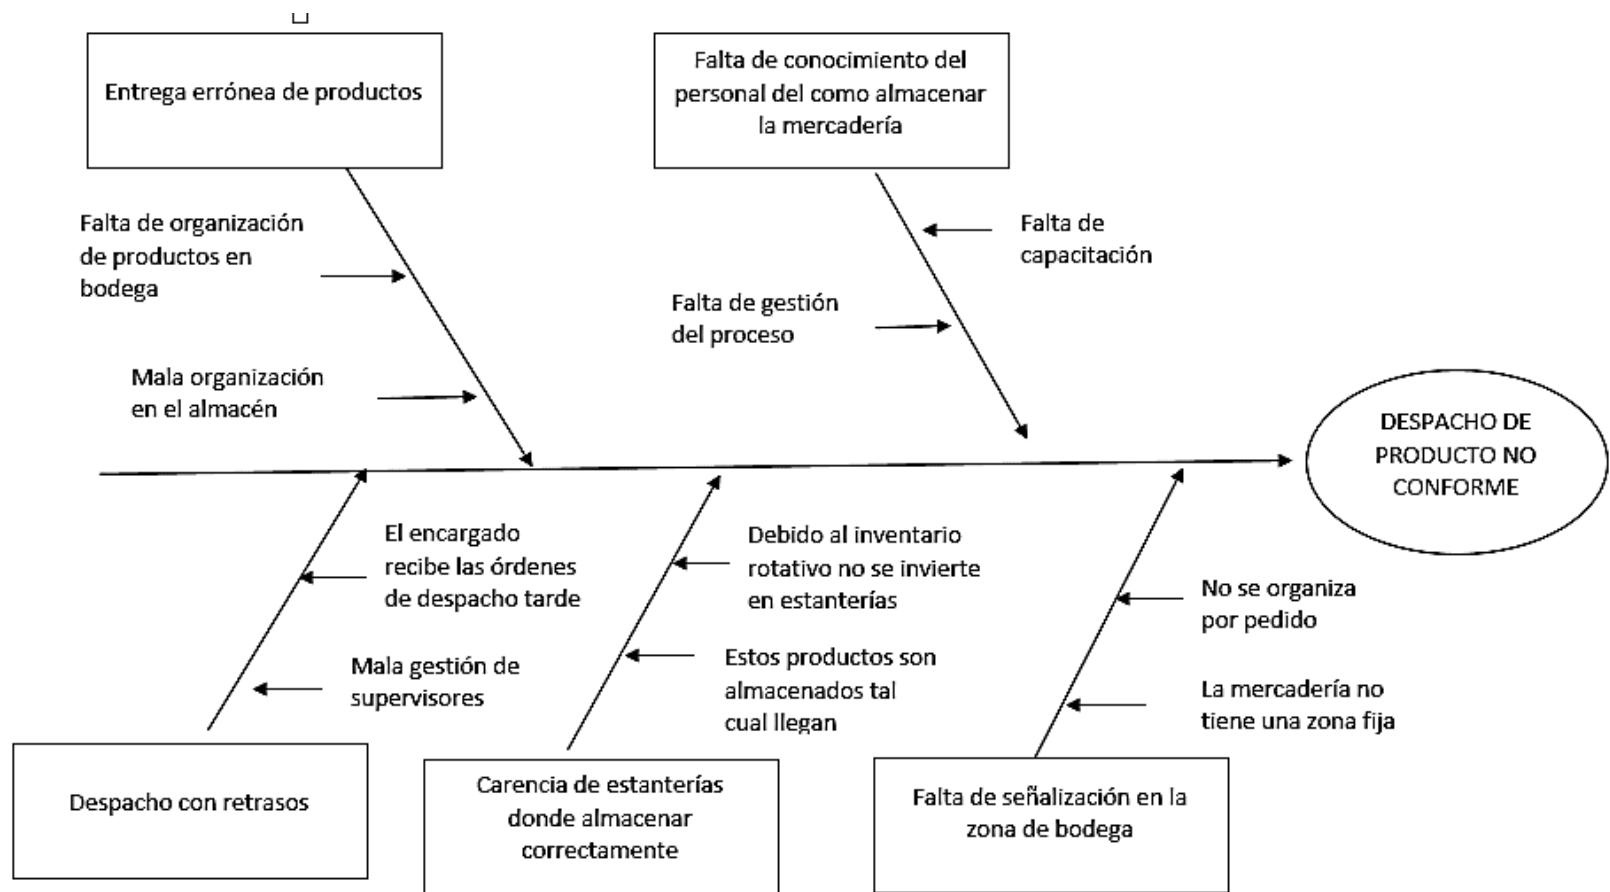 Entrega errónea de productos
Falta de conocimiento del
personal del como almacenar
la mercadería
Falta de organización
de productos en
bodega
Mala organización
en el almacén
Falta de
capacitación
Falta de gestión
del proceso
DESPACHO DE
PRODUCTO NO
CONFORME
El encargado
recibe las órdenes
de despacho tarde
Mala gestión de
supervisores
Debido al inventario
rotativo no se invierte
en estanterías
Estos productos son
almacenados tal
cual llegan
No se organiza
por pedido
La mercadería no
tiene una zona fija
Despacho con retrasos
Carencia de estanterías
donde almacenar
correctamente
Falta de señalización en la
zona de bodega